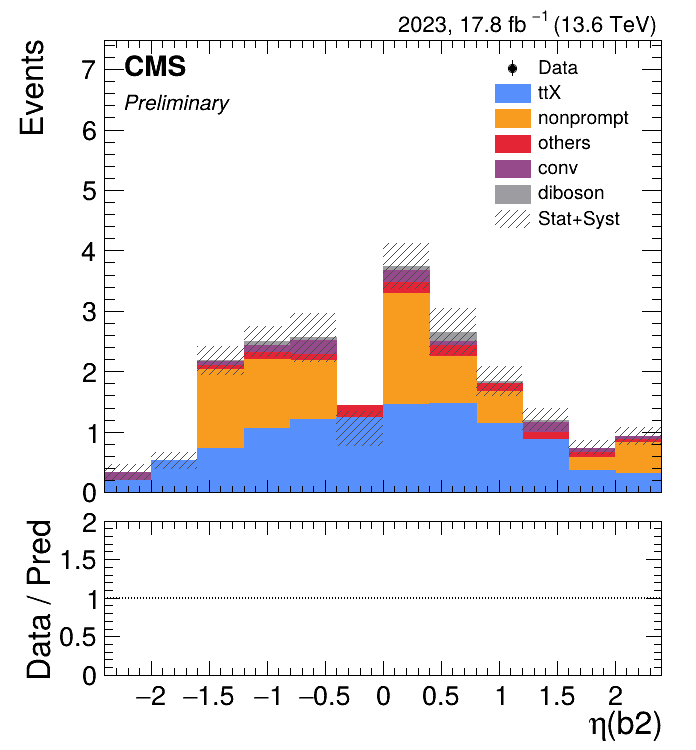 2023, 17.8 fb⁻¹ (13.6 TeV)
CMS
Preliminary
Events
7
6
5
4
3
2
1
0
Data
ttX
nonprompt
others
conv
diboson
Stat+Syst
Data / Pred
2
1.5
1
0.5
0
−2 −1.5 −1 −0.5 0 0.5 1 1.5 2
η(b2)